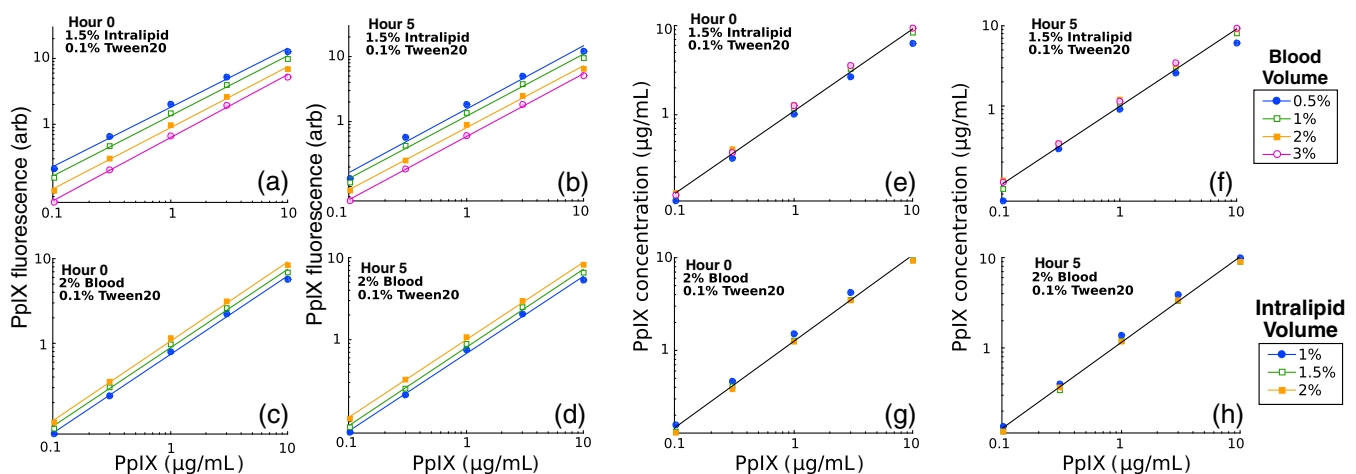 Hour 0
1.5% Intralipid
0.1% Tween20
10
1
0.1
1
10
(a)
PpIX fluorescence (arb)
Hour 5
1.5% Intralipid
0.1% Tween20
10
1
0.1
1
10
(b)
PpIX fluorescence (arb)
Hour 0
1.5% Intralipid
0.1% Tween20
10
1
0.1
1
10
(e)
PpIX concentration (µg/mL)
Hour 5
1.5% Intralipid
0.1% Tween20
10
1
0.1
1
10
(f)
PpIX concentration (µg/mL)
Blood
Volume
0.5%
1%
2%
3%
Hour 0
2% Blood
0.1% Tween20
10
1
0.1
1
10
(c)
PpIX (µg/mL)
Hour 5
2% Blood
0.1% Tween20
10
1
0.1
1
10
(d)
PpIX (µg/mL)
Hour 0
2% Blood
0.1% Tween20
10
1
0.1
1
10
(g)
PpIX (µg/mL)
Hour 5
2% Blood
0.1% Tween20
10
1
0.1
1
10
(h)
PpIX (µg/mL)
Intralipid
Volume
1%
1.5%
2%